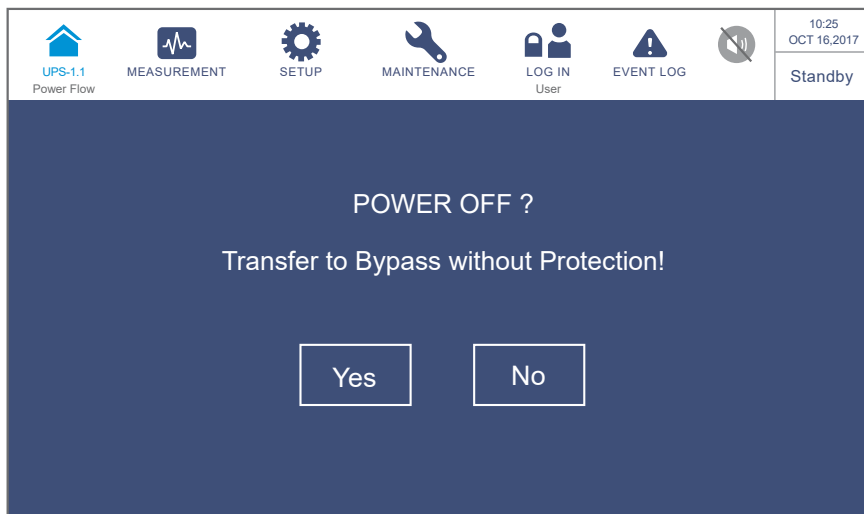 UPS-1.1
Power Flow
MEASUREMENT
SETUP
MAINTENANCE
LOG IN
User
EVENT LOG
10:25
OCT 16,2017
Standby
POWER OFF ?
Transfer to Bypass without Protection!
Yes
No